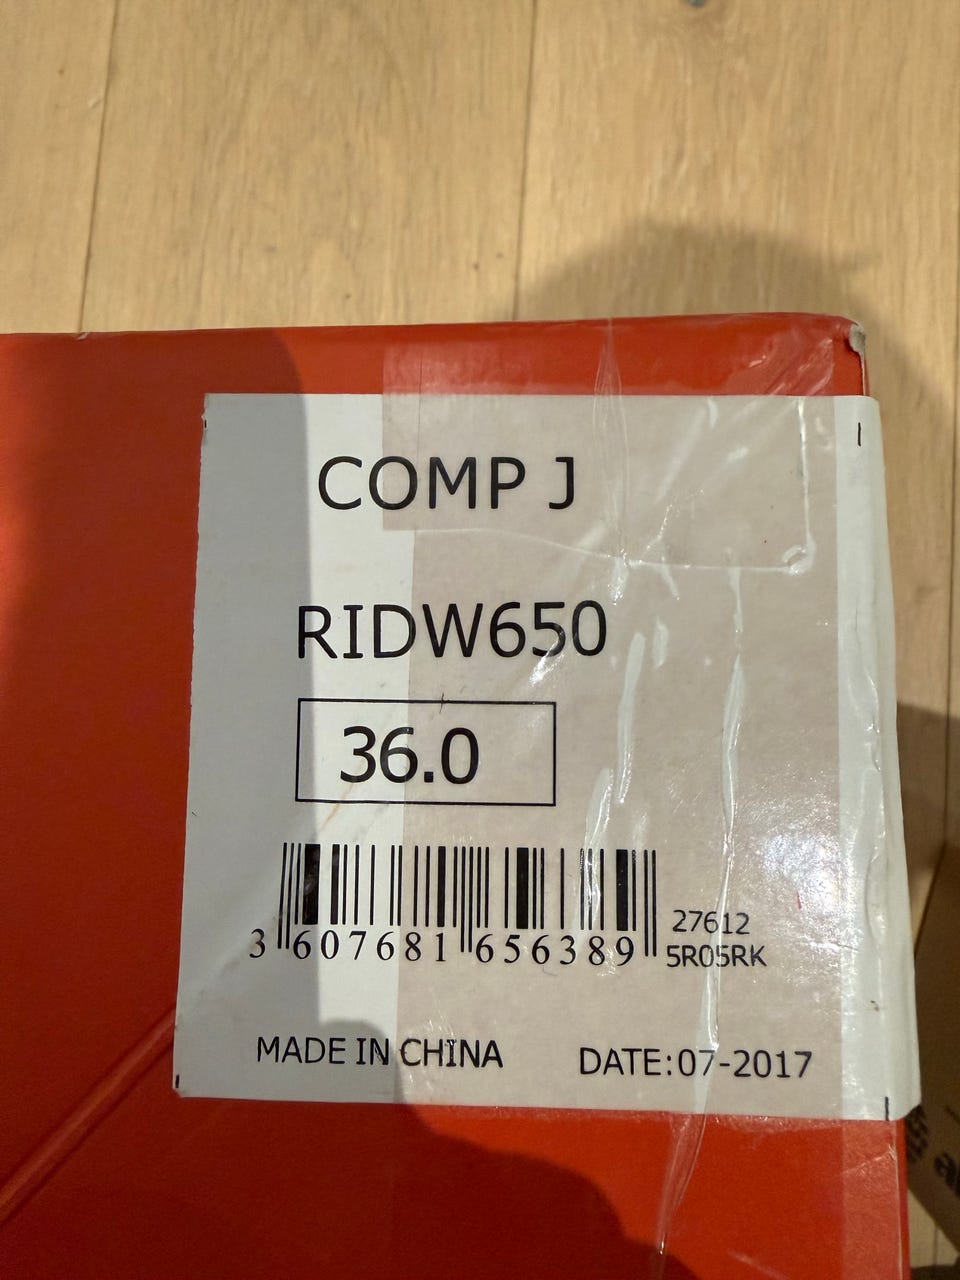 COMP J
RIDW650
36.0
27612
3 607681 656389 5R05RK
MADE IN CHINA DATE:07-2017